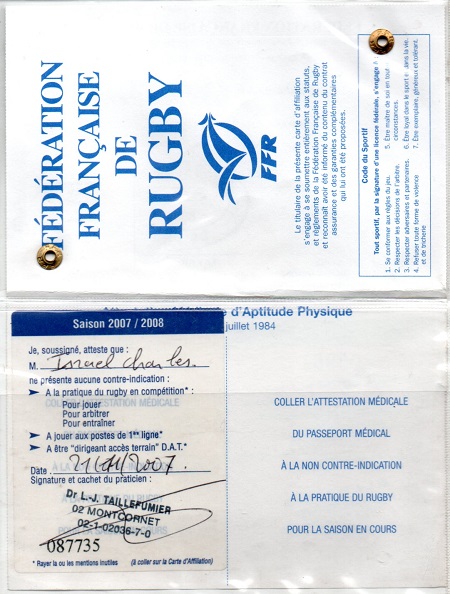 FÉDÉRATION
FRANÇAISE
DE
RUGBY
FFR
Le titulaire de la présente carte d'affiliation
s'engage à se soumettre entièrement aux statuts,
et règlements de la Fédération Française de Rugby
et reconnaît avoir été informé du contenu du contrat
assurance et des garanties complémentaires
qui lui ont été proposées.
Code du Sportif
Tout sportif, par la signature d'une licence fédérale, s'engage à :
1. Se conformer aux règles du jeu.
2. Respecter les décisions de l'arbitre.
3. Respecter adversaires et partenaires.
4. Refuser toute forme de violence
et de tricherie
5. Être maître de soi en tout
circonstances.
6. Être loyal dans le sport e dans la vie.
7. Être exemplaire, généreux et tolérant.
d'Aptitude Physique
juillet 1984
Saison 2007 / 2008
Je, soussigné, atteste que :
M. Israel Charles
ne présente aucune contre-indication :
➤ A la pratique du rugby en compétition* :
Pour jouer
Pour arbitrer
Pour entraîner
➤ A jouer aux postes de 1re ligne*
➤ A être "dirigeant accès terrain" D.A.T.*
Date 21/11/2007.
Signature et cachet du praticien :
Dr L.-J. TAILLEFUMIER
02 MONTCORNET
02-1-02036-7-0
087735
* Rayer la ou les mentions inutiles (à coller sur la Carte d'Affiliation)
COLLER L'ATTESTATION MÉDICALE
DU PASSEPORT MÉDICAL
À LA NON CONTRE-INDICATION
À LA PRATIQUE DU RUGBY
POUR LA SAISON EN COURS